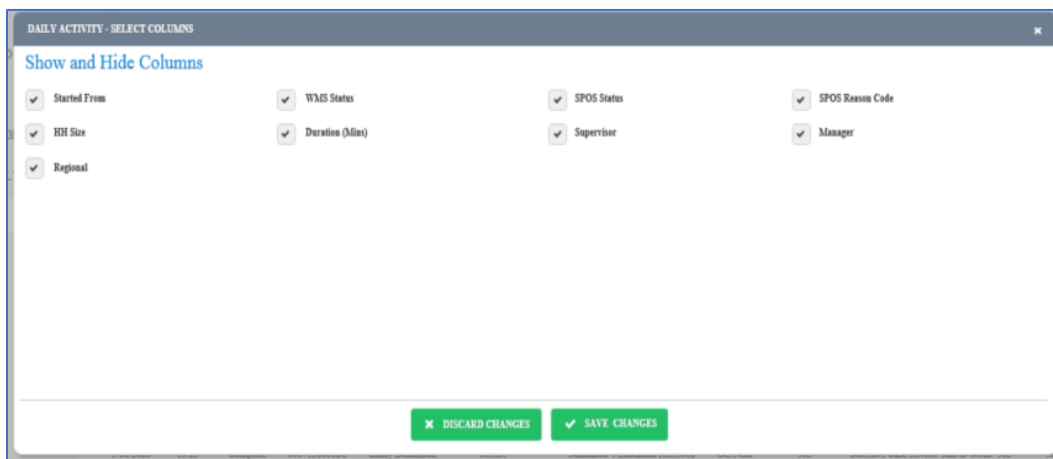 DAILY ACTIVITY - SELECT COLUMNS
Show and Hide Columns
Started From WMS Status SPOS Status SPOS Reason Code
HH Size Duration (Mins) Supervisor Manager
Regional
DISCARD CHANGES SAVE CHANGES